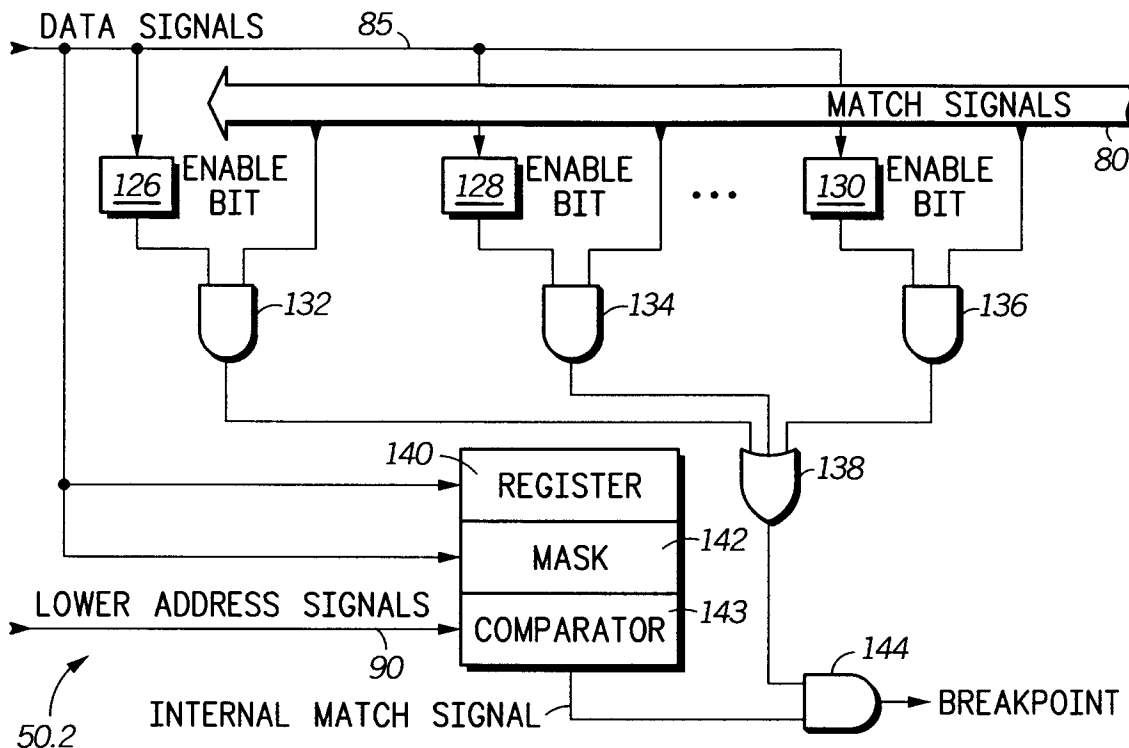 DATA SIGNALS
85
MATCH SIGNALS
80
126
ENABLE
BIT
128
ENABLE
BIT
...
130
ENABLE
BIT
132
134
136
140
REGISTER
138
MASK
142
LOWER ADDRESS SIGNALS
90
COMPARATOR
143
144
INTERNAL MATCH SIGNAL
BREAKPOINT
50.2